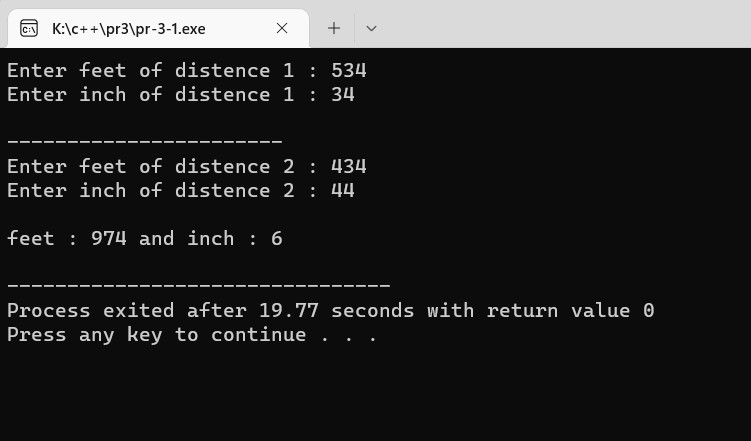 K:\c++\pr3\pr-3-1.exe
Enter feet of distence 1 : 534
Enter inch of distence 1 : 34
-----------------------
Enter feet of distence 2 : 434
Enter inch of distence 2 : 44
feet : 974 and inch : 6
--------------------------------
Process exited after 19.77 seconds with return value 0
Press any key to continue . . .